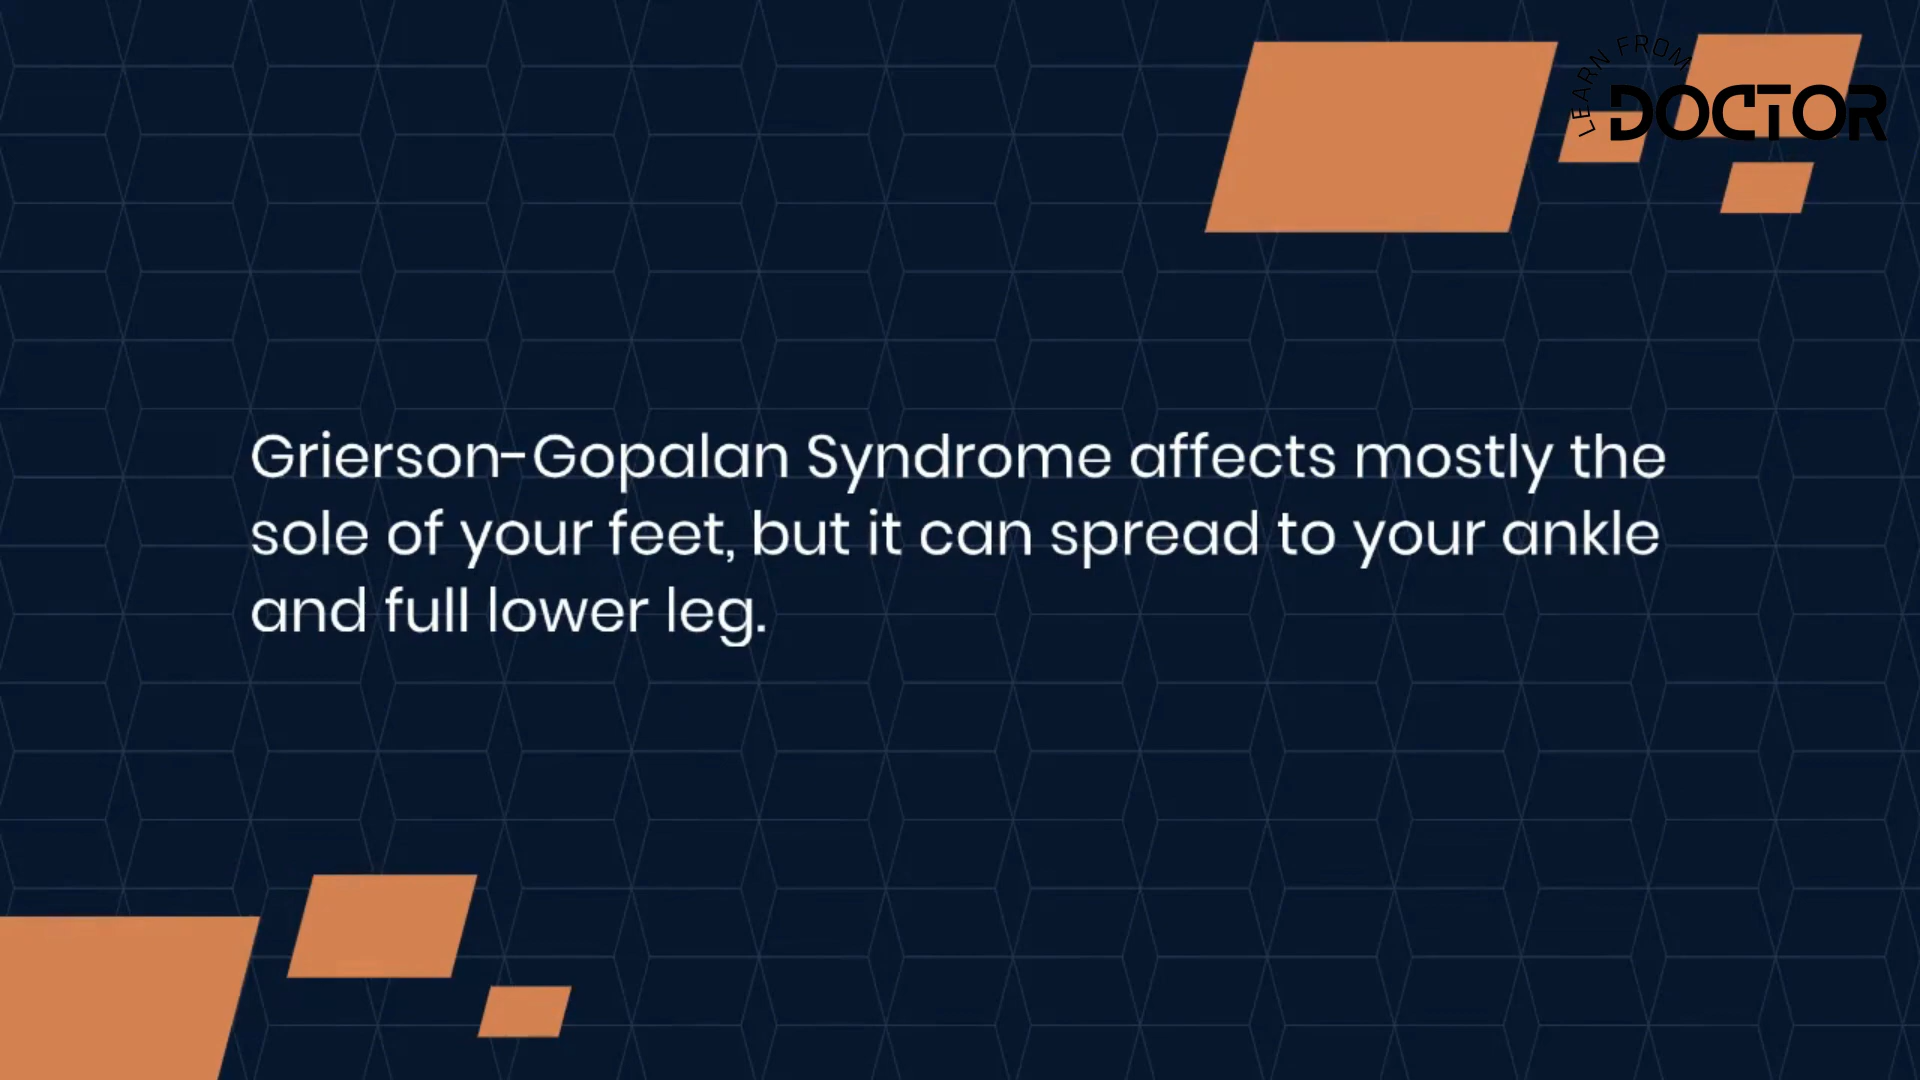 LEARN FROM
DOCTOR
Grierson-Gopalan Syndrome affects mostly the
sole of your feet, but it can spread to your ankle
and full lower leg.